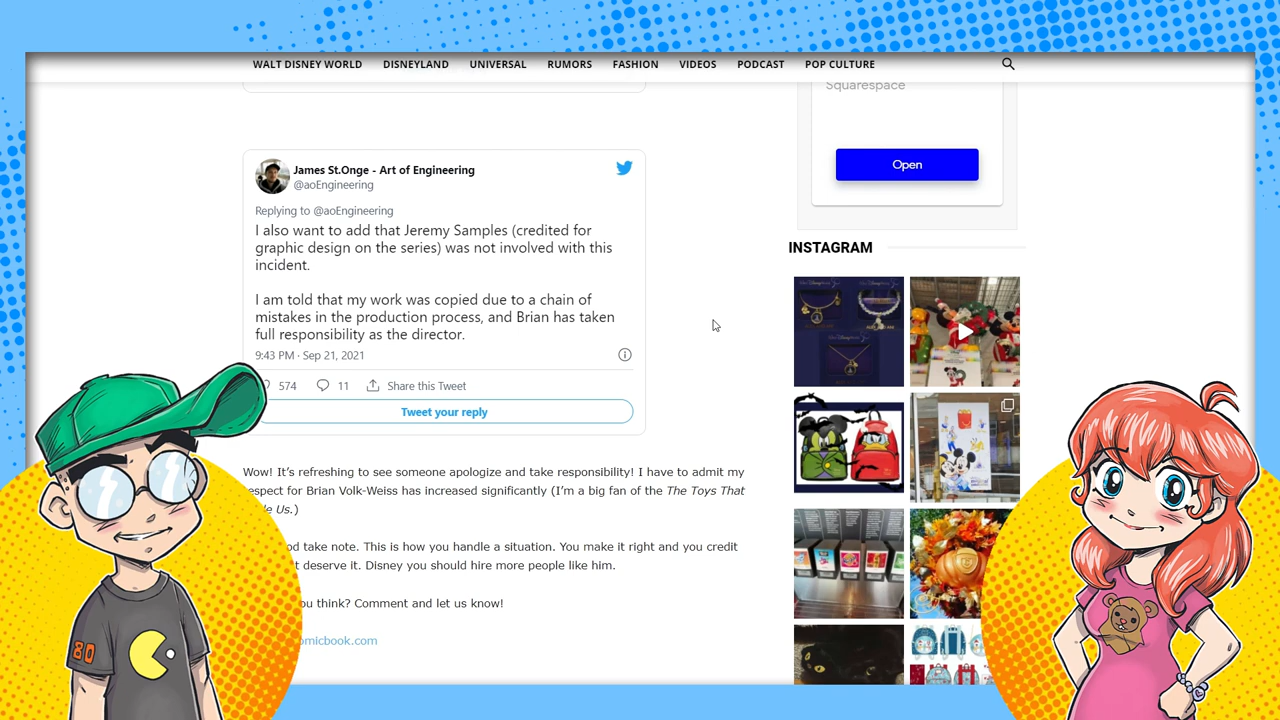 WALT DISNEY WORLD DISNEYLAND UNIVERSAL RUMORS FASHION VIDEOS PODCAST POP CULTURE
Squarespace
Open
James St.Onge - Art of Engineering
@aoEngineering
Replying to @aoEngineering
I also want to add that Jeremy Samples (credited for
graphic design on the series) was not involved with this
incident.
I am told that my work was copied due to a chain of
mistakes in the production process, and Brian has taken
full responsibility as the director.
9:43 PM · Sep 21, 2021
574 11 Share this Tweet
Tweet your reply
Wow! It's refreshing to see someone apologize and take responsibility! I have to admit my
respect for Brian Volk-Weiss has increased significantly (I'm a big fan of the The Toys That
Us.)
take note. This is how you handle a situation. You make it right and you credit
deserve it. Disney you should hire more people like him.
you think? Comment and let us know!
omicbook.com
INSTAGRAM
80